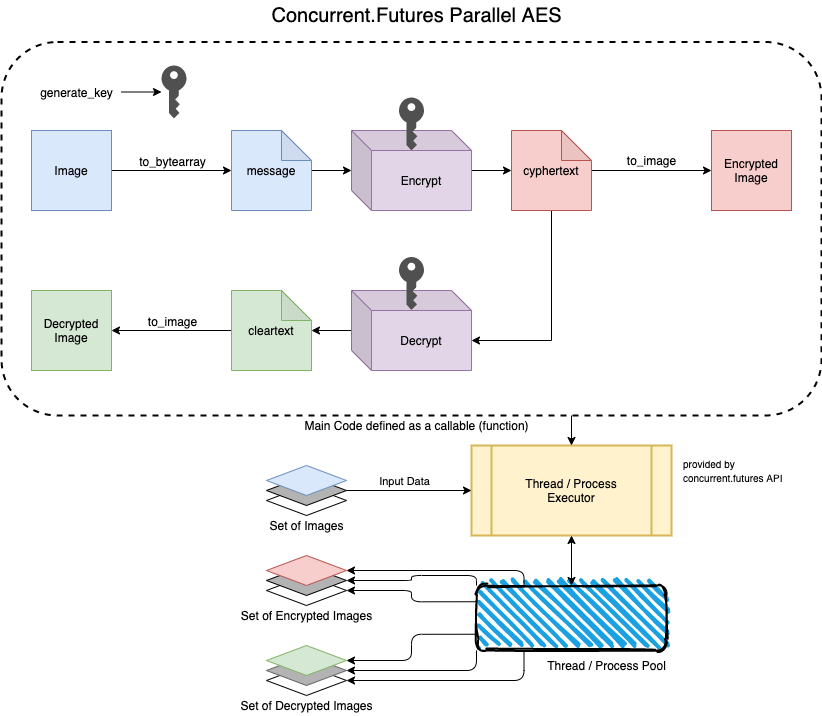 Concurrent.Futures Parallel AES
generate_key
Image
to_bytearray
message
Encrypt
cyphertext
to_image
Encrypted
Image
Decrypted
Image
to_image
cleartext
Decrypt
Main Code defined as a callable (function)
Set of Images
Input Data
Thread / Process
Executor
provided by
concurrent.futures API
Set of Encrypted Images
Thread / Process Pool
Set of Decrypted Images